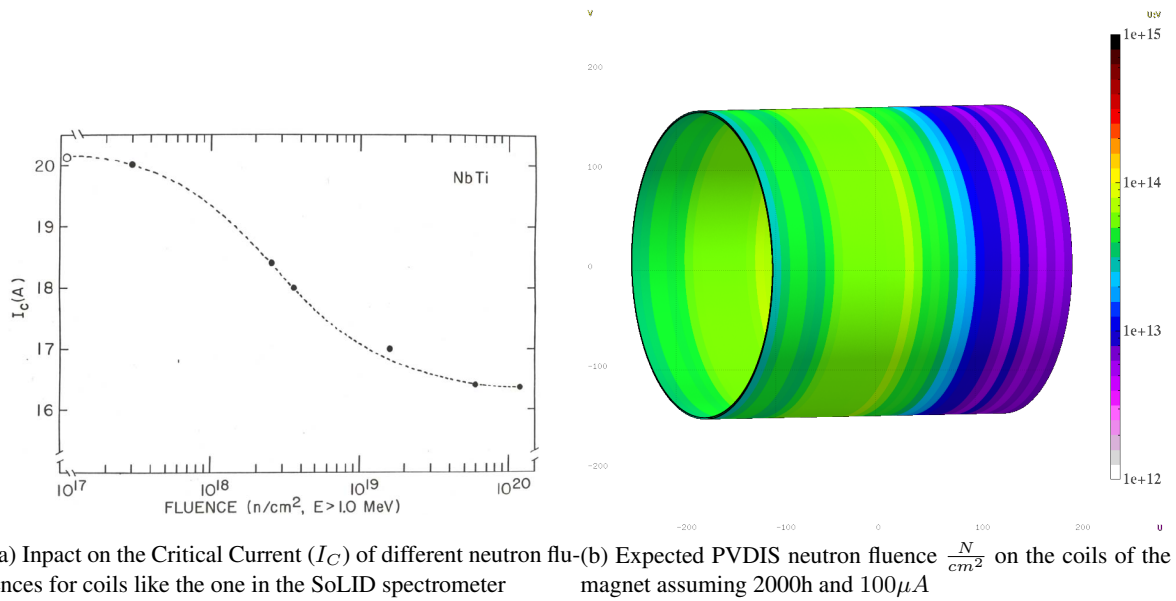 20
19
18
17
16
I_C(A)
NbTi
10^17
10^18
10^19
10^20
FLUENCE (n/cm², E>1.0 MeV)
V
U:V
200
100
0
-100
-200
-200
-100
0
100
200
U
1e+15
1e+14
1e+13
1e+12
a) Inpact on the Critical Current (I_C) of different neutron flu-
nces for coils like the one in the SoLID spectrometer
(b) Expected PVDIS neutron fluence N/cm² on the coils of the
magnet assuming 2000h and 100μA